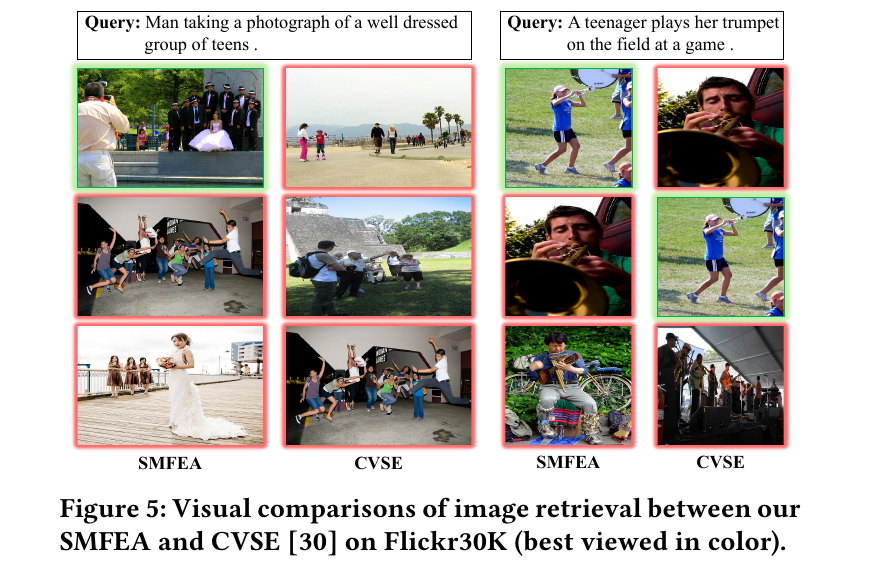 Query: Man taking a photograph of a well dressed
group of teens .
Query: A teenager plays her trumpet
on the field at a game .
SMFEA
CVSE
SMFEA
CVSE
Figure 5: Visual comparisons of image retrieval between our
SMFEA and CVSE [30] on Flickr30K (best viewed in color).